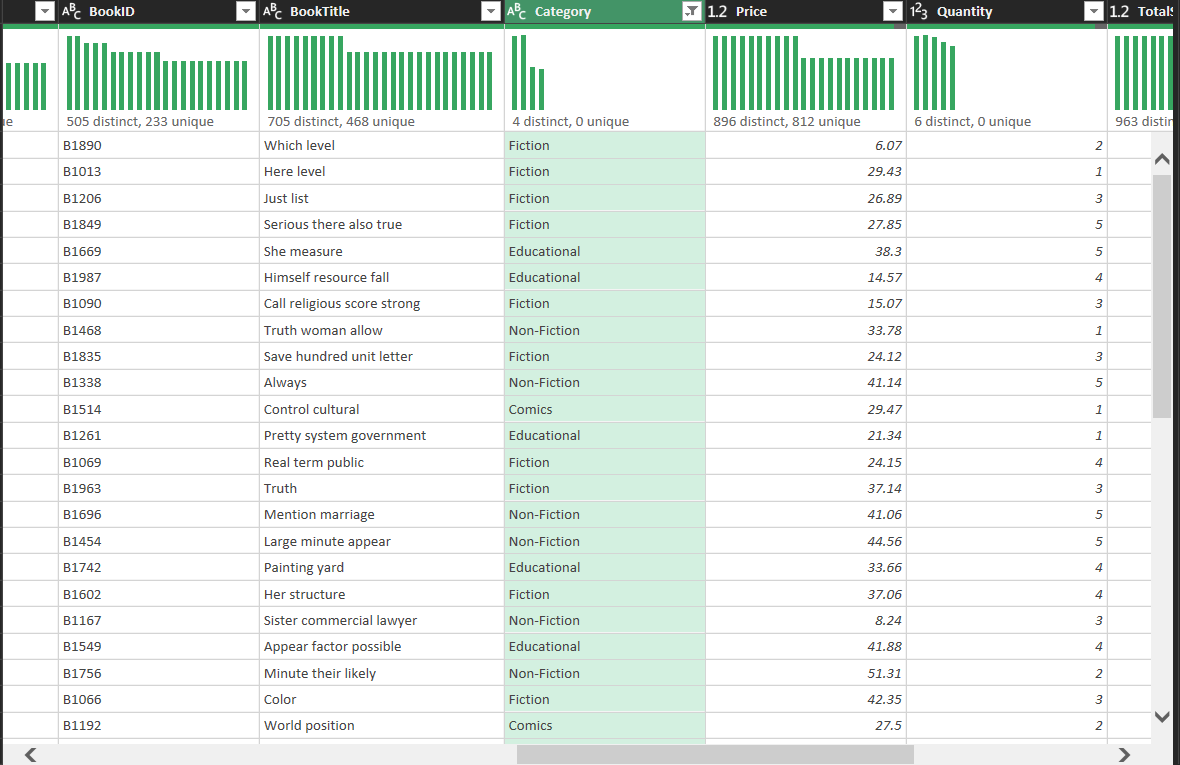 ABC BookID ABC BookTitle ABC Category 1.2 Price 123 Quantity 1.2 TotalS
ue 505 distinct, 233 unique 705 distinct, 468 unique 4 distinct, 0 unique 896 distinct, 812 unique 6 distinct, 0 unique 963 distin
B1890 Which level Fiction 6.07 2
B1013 Here level Fiction 29.43 1
B1206 Just list Fiction 26.89 3
B1849 Serious there also true Fiction 27.85 5
B1669 She measure Educational 38.3 5
B1987 Himself resource fall Educational 14.57 4
B1090 Call religious score strong Fiction 15.07 3
B1468 Truth woman allow Non-Fiction 33.78 1
B1835 Save hundred unit letter Fiction 24.12 3
B1338 Always Non-Fiction 41.14 5
B1514 Control cultural Comics 29.47 1
B1261 Pretty system government Educational 21.34 1
B1069 Real term public Fiction 24.15 4
B1963 Truth Fiction 37.14 3
B1696 Mention marriage Non-Fiction 41.06 5
B1454 Large minute appear Non-Fiction 44.56 5
B1742 Painting yard Educational 33.66 4
B1602 Her structure Fiction 37.06 4
B1167 Sister commercial lawyer Non-Fiction 8.24 3
B1549 Appear factor possible Educational 41.88 4
B1756 Minute their likely Non-Fiction 51.31 2
B1066 Color Fiction 42.35 3
B1192 World position Comics 27.5 2